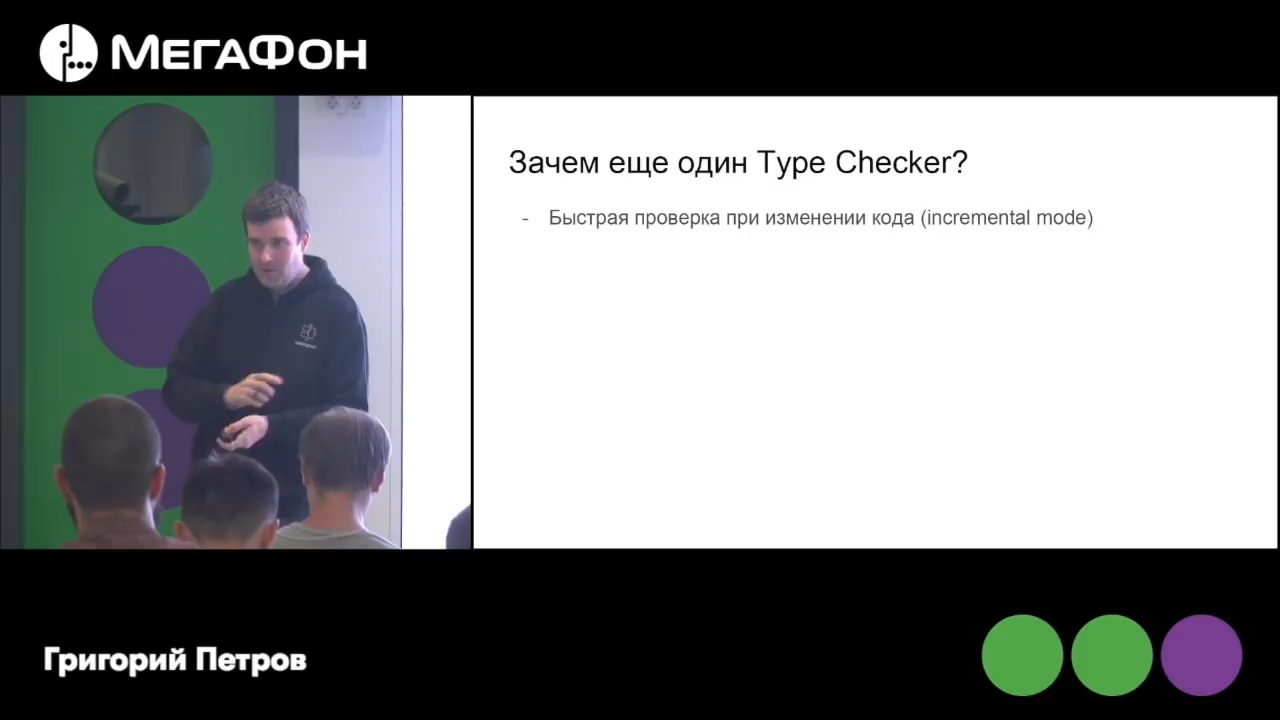 МЕГАФОН
Зачем еще один Type Checker?
- Быстрая проверка при изменении кода (incremental mode)
Григорий Петров